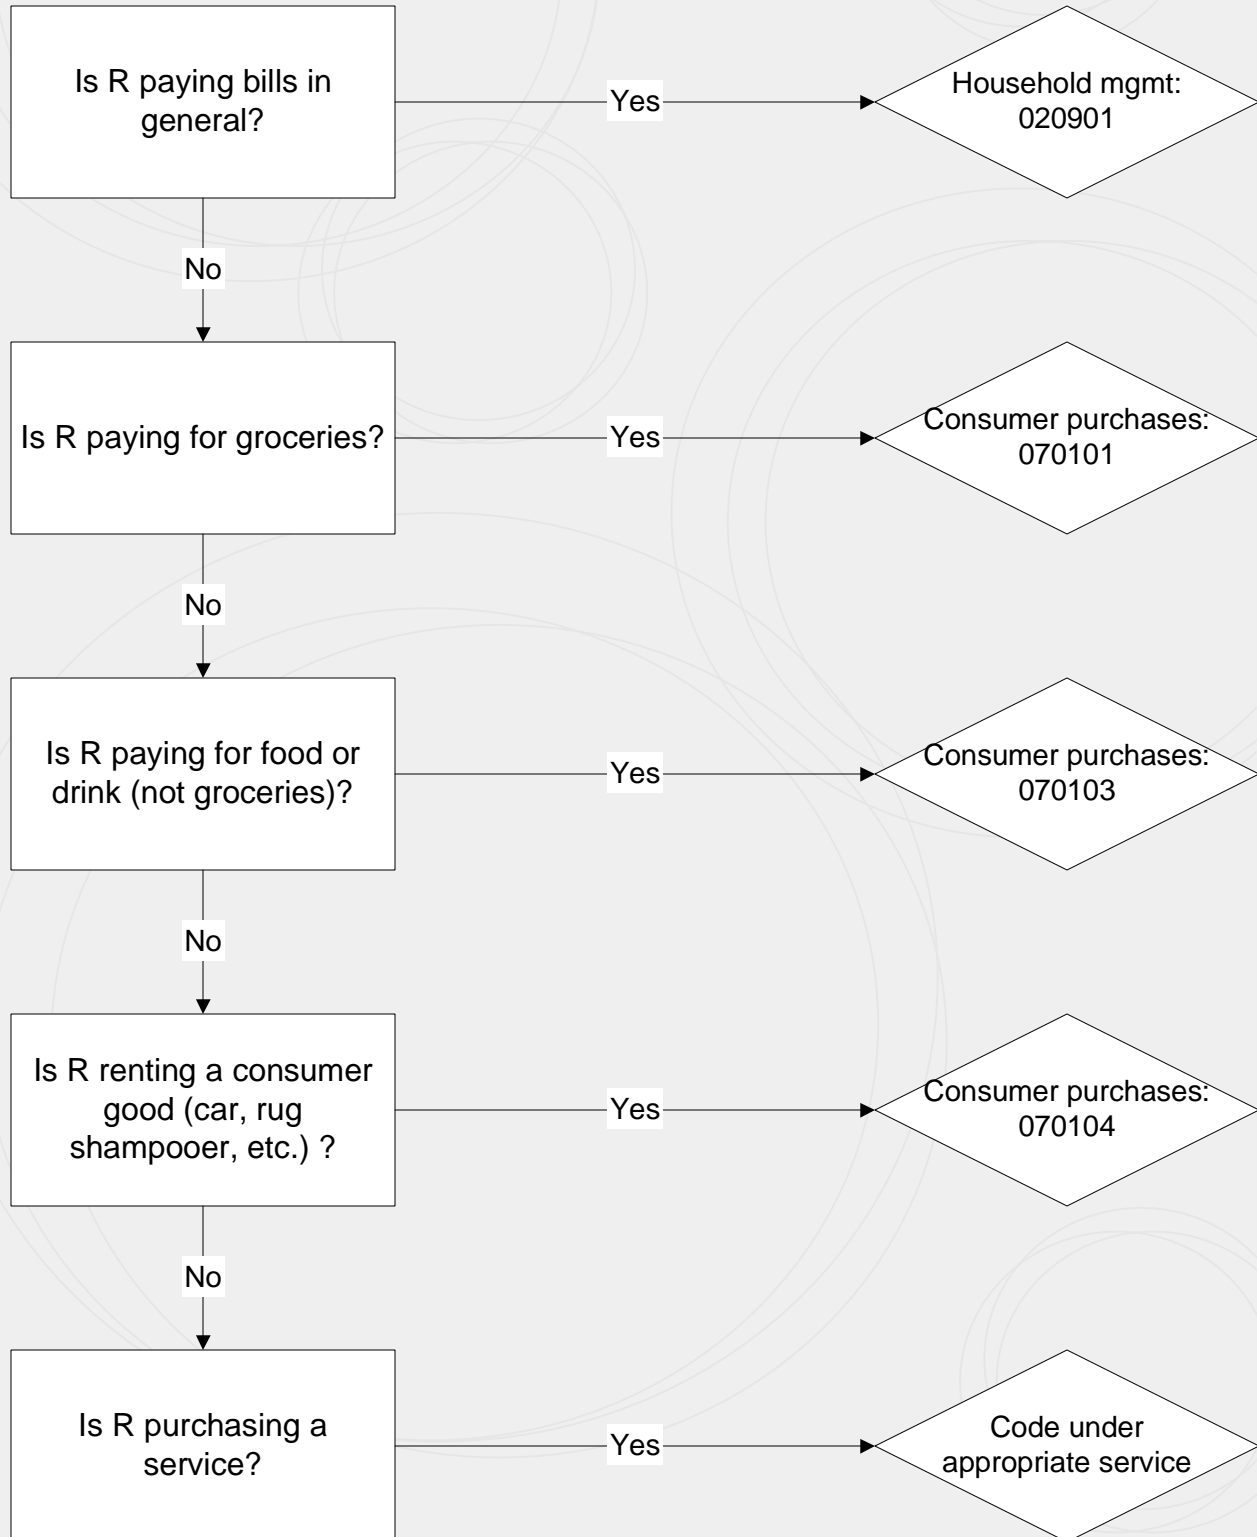 Is R paying bills in
general?
Yes
Household mgmt:
020901
No
Is R paying for groceries?
Yes
Consumer purchases:
070101
No
Is R paying for food or
drink (not groceries)?
Yes
Consumer purchases:
070103
No
Is R renting a consumer
good (car, rug
shampooer, etc.) ?
Yes
Consumer purchases:
070104
No
Is R purchasing a
service?
Yes
Code under
appropriate service